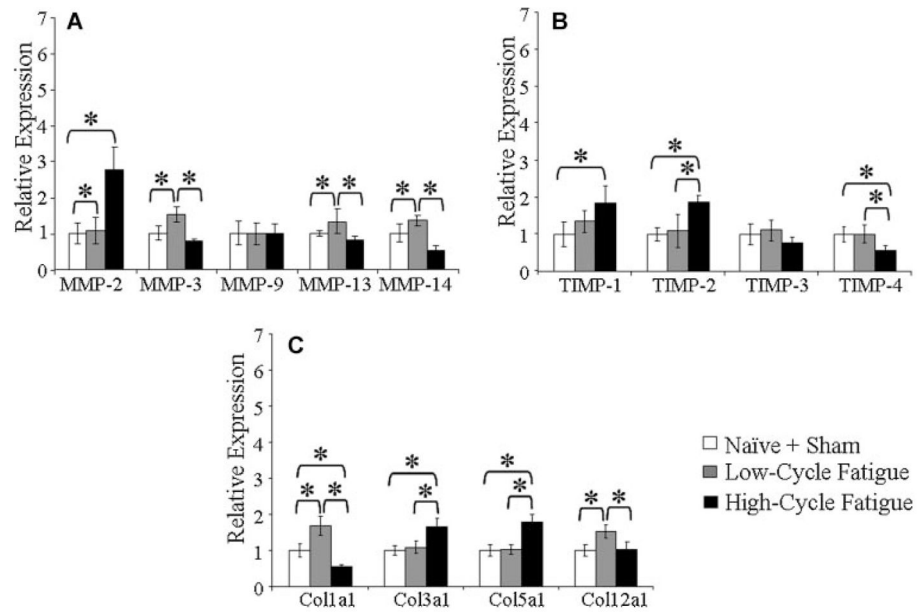 A
Relative Expression
7
6
5
4
3
2
1
0
* * * * * * * *
MMP-2 MMP-3 MMP-9 MMP-13 MMP-14
B
Relative Expression
7
6
5
4
3
2
1
0
* * * * *
TIMP-1 TIMP-2 TIMP-3 TIMP-4
C
Relative Expression
7
6
5
4
3
2
1
0
* * * * * * * * *
Col1a1 Col3a1 Col5a1 Col12a1
Naïve + Sham
Low-Cycle Fatigue
High-Cycle Fatigue